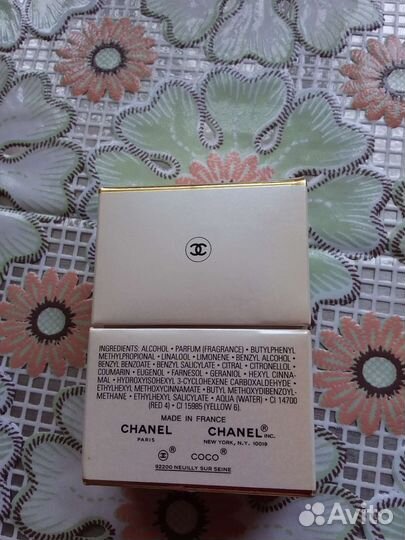 INGREDIENTS: ALCOHOL • PARFUM (FRAGRANCE) • BUTYLPHENYL
METHYLPROPIONAL • LINALOOL • LIMONENE • BENZYL ALCOHOL •
BENZYL BENZOATE • BENZYL SALICYLATE • CITRAL • CITRONELLOL •
COUMARIN • EUGENOL • FARNESOL • GERANIOL • HEXYL CINNA-
MAL • HYDROXYISOHEXYL 3-CYCLOHEXENE CARBOXALDEHYDE •
ETHYLHEXYL METHOXYCINNAMATE • BUTYL METHOXYDIBENZOYL-
METHANE • ETHYLHEXYL SALICYLATE • AQUA (WATER) • CI 14700
(RED 4) • CI 15985 (YELLOW 6).
MADE IN FRANCE
CHANEL® CHANEL® INC.
PARIS NEW YORK, N.Y. 10019
® COCO®
92200 NEUILLY SUR SEINE
Avito